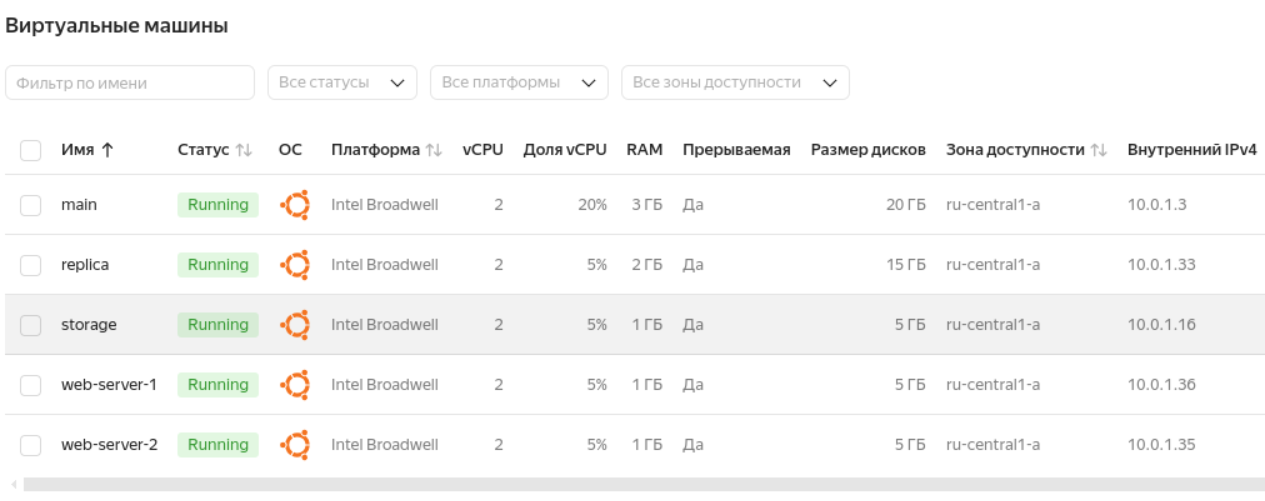 Виртуальные машины
Фильтр по имени Все статусы Все платформы Все зоны доступности
Имя ↑ Статус ↑↓ ОС Платформа ↑↓ vCPU Доля vCPU RAM Прерываемая Размер дисков Зона доступности ↑↓ Внутренний IPv4
main Running Intel Broadwell 2 20% 3 ГБ Да 20 ГБ ru-central1-a 10.0.1.3
replica Running Intel Broadwell 2 5% 2 ГБ Да 15 ГБ ru-central1-a 10.0.1.33
storage Running Intel Broadwell 2 5% 1 ГБ Да 5 ГБ ru-central1-a 10.0.1.16
web-server-1 Running Intel Broadwell 2 5% 1 ГБ Да 5 ГБ ru-central1-a 10.0.1.36
web-server-2 Running Intel Broadwell 2 5% 1 ГБ Да 5 ГБ ru-central1-a 10.0.1.35